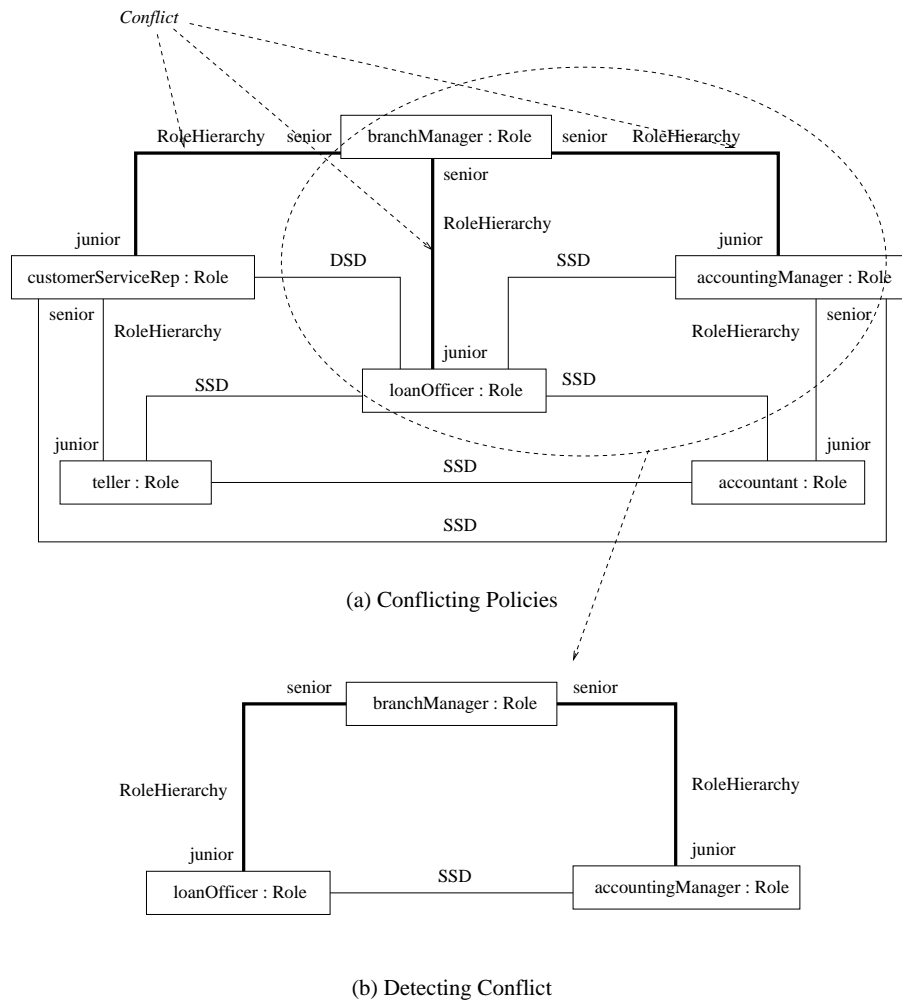 Conflict
RoleHierarchy senior branchManager : Role senior RoleHierarchy
senior
RoleHierarchy
junior junior
customerServiceRep : Role DSD SSD accountingManager : Role
senior RoleHierarchy RoleHierarchy senior
junior
SSD loanOfficer : Role SSD
junior junior
teller : Role SSD accountant : Role
SSD
(a) Conflicting Policies
senior branchManager : Role senior
RoleHierarchy RoleHierarchy
junior junior
loanOfficer : Role SSD accountingManager : Role
(b) Detecting Conflict